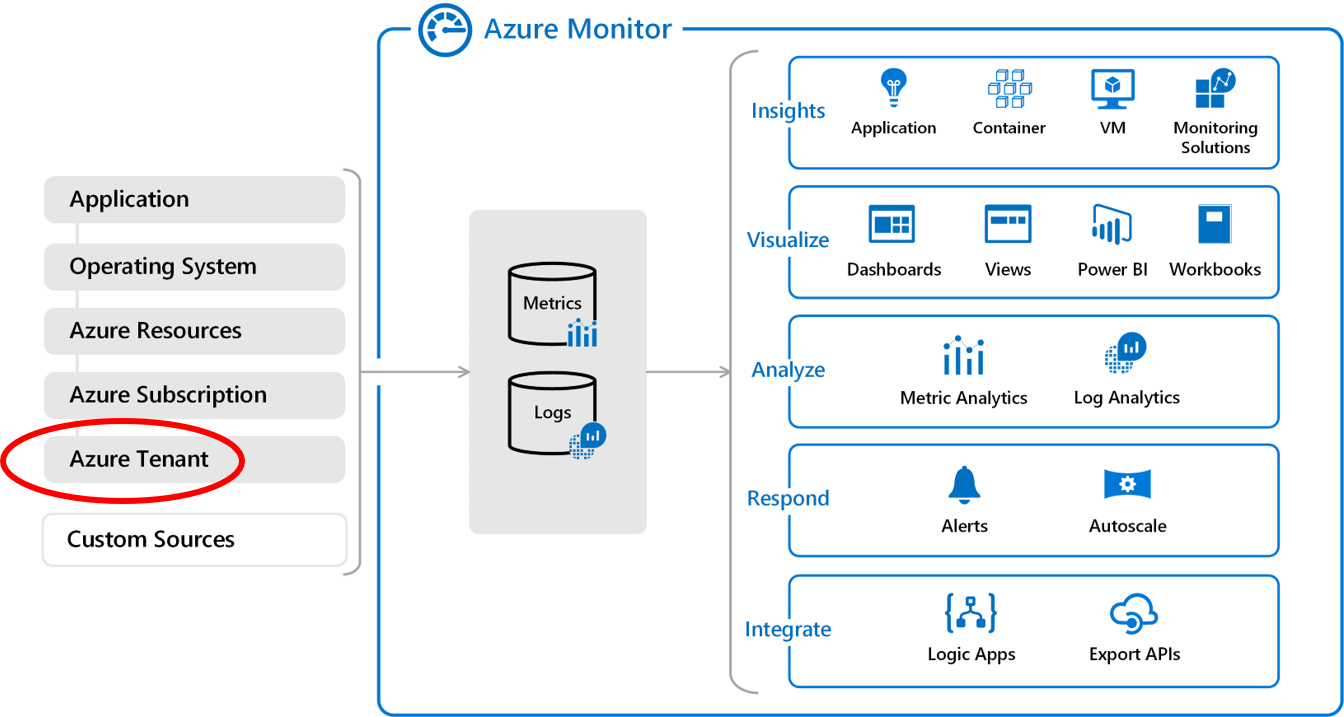 Azure Monitor
Application
Operating System
Azure Resources
Azure Subscription
Azure Tenant
Custom Sources
Metrics
Logs
Insights
Application
Container
VM
Monitoring
Solutions
Visualize
Dashboards
Views
Power BI
Workbooks
Analyze
Metric Analytics
Log Analytics
Respond
Alerts
Autoscale
Integrate
Logic Apps
Export APIs